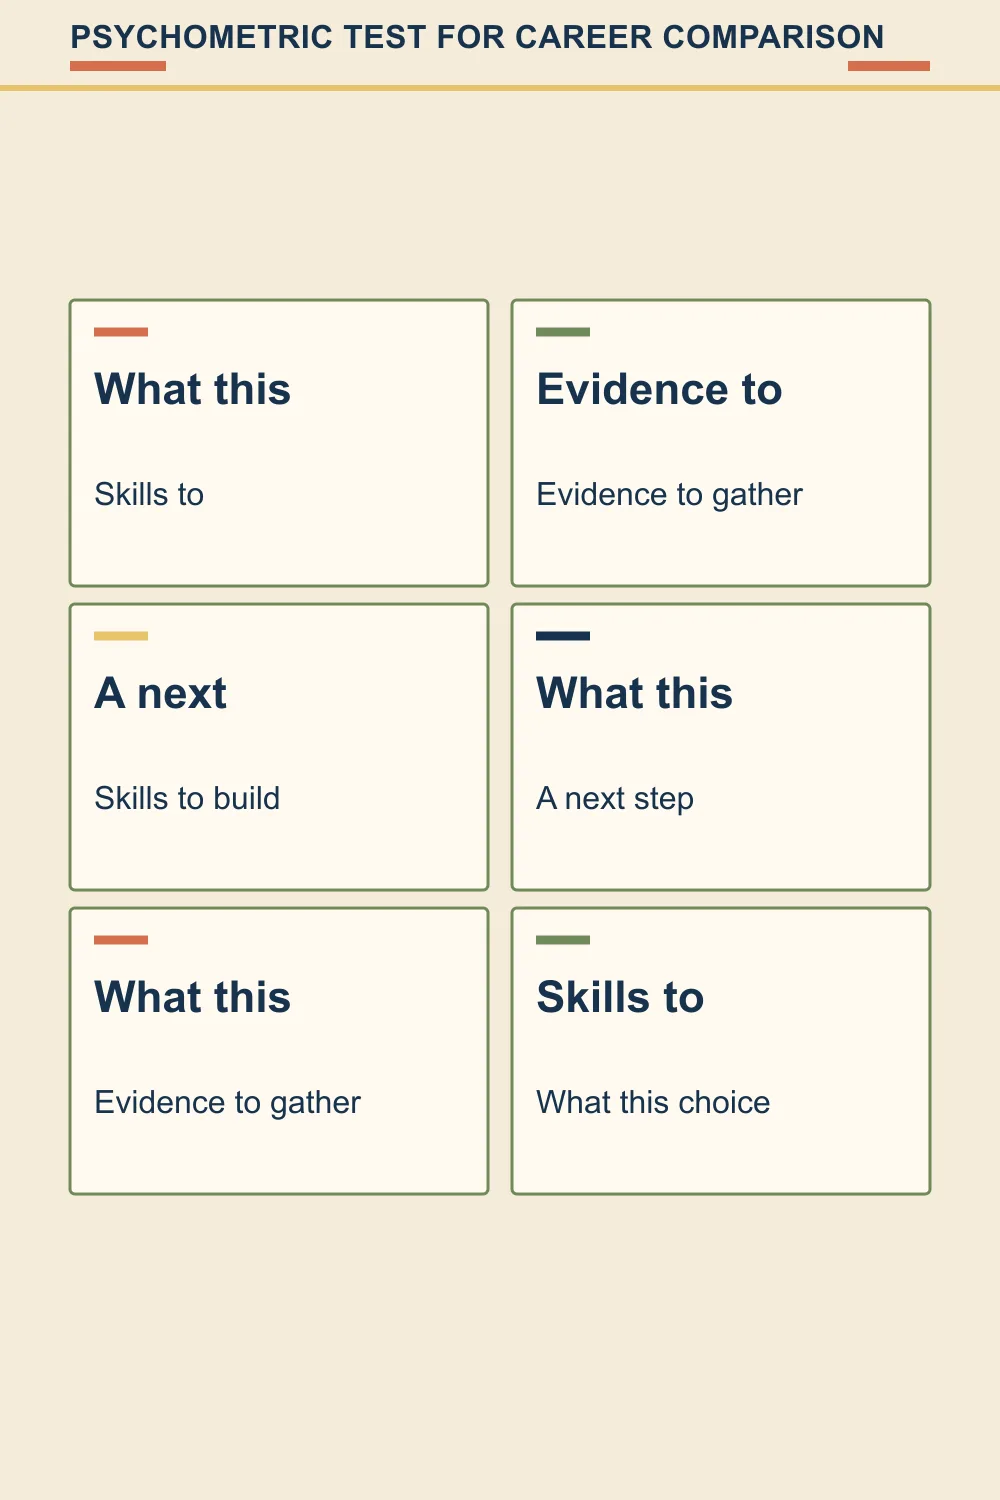 PSYCHOMETRIC TEST FOR CAREER COMPARISON
What this
Skills to
Evidence to
Evidence to gather
A next
Skills to build
What this
A next step
What this
Evidence to gather
Skills to
What this choice